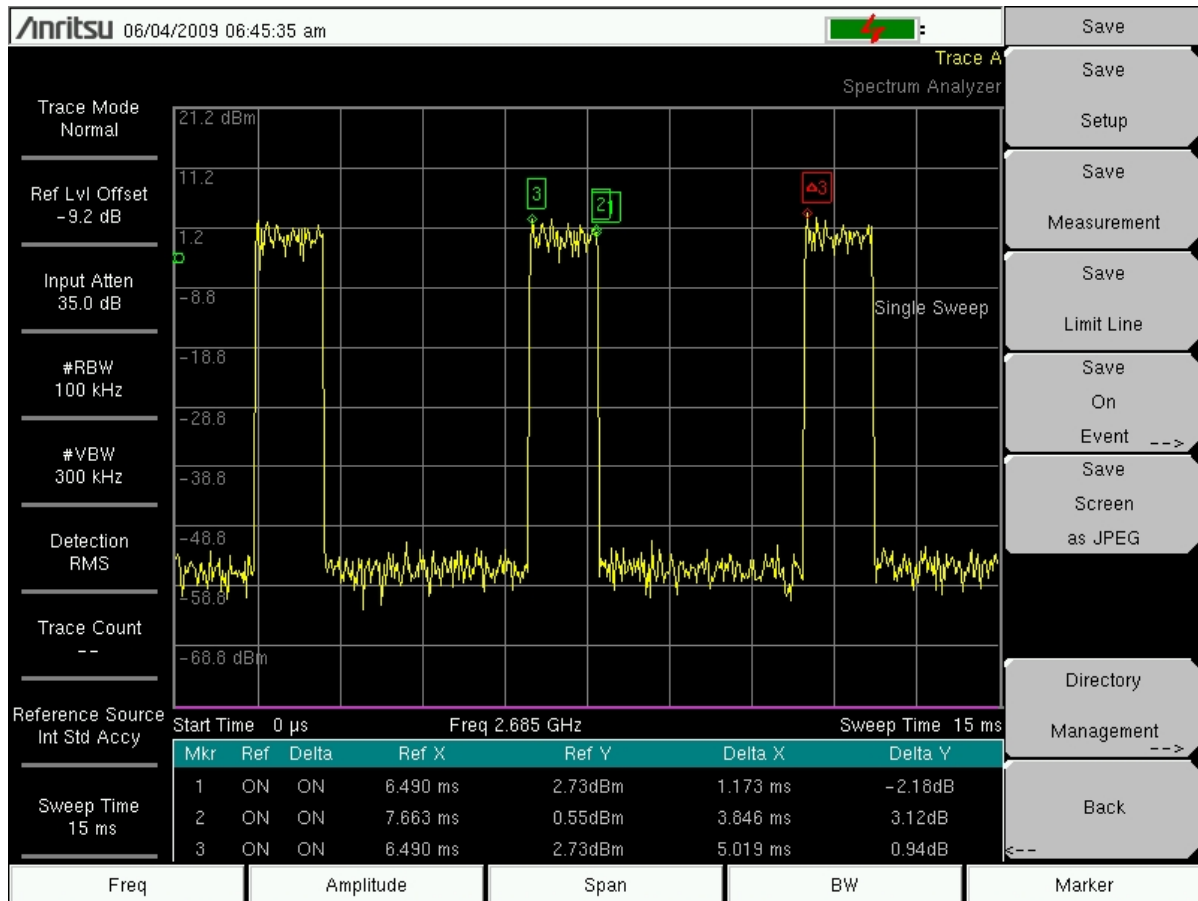 Anritsu 06/04/2009 06:45:35 am
Trace A
Spectrum Analyzer
Trace Mode
Normal
Ref Lvl Offset
-9.2 dB
Input Atten
35.0 dB
#RBW
100 kHz
#VBW
300 kHz
Detection
RMS
Trace Count
--
Reference Source
Int Std Accy
Sweep Time
15 ms
21.2 dBm
11.2
1.2
-8.8
-18.8
-28.8
-38.8
-48.8
-58.8
-68.8 dBm
3
2
1
Δ3
Single Sweep
Start Time 0 µs Freq 2.685 GHz Sweep Time 15 ms
Mkr Ref Delta Ref X Ref Y Delta X Delta Y
1 ON ON 6.490 ms 2.73dBm 1.173 ms -2.18dB
2 ON ON 7.663 ms 0.55dBm 3.846 ms 3.12dB
3 ON ON 6.490 ms 2.73dBm 5.019 ms 0.94dB
Save
Save
Setup
Save
Measurement
Save
Limit Line
Save
On
Event -->
Save
Screen
as JPEG
Directory
Management
-->
Back
<--
Freq Amplitude Span BW Marker